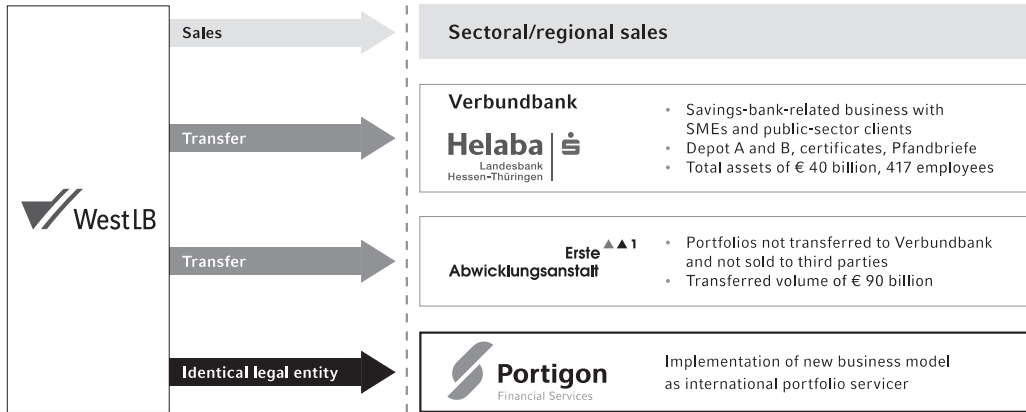 WestLB
Sales
Sectoral/regional sales
Transfer
Verbundbank
Helaba
Landesbank
Hessen-Thüringen
• Savings-bank-related business with
SMEs and public-sector clients
• Depot A and B, certificates, Pfandbriefe
• Total assets of € 40 billion, 417 employees
Transfer
Erste
Abwicklungsanstalt
1
• Portfolios not transferred to Verbundbank
and not sold to third parties
• Transferred volume of € 90 billion
Identical legal entity
Portigon
Financial Services
Implementation of new business model
as international portfolio servicer